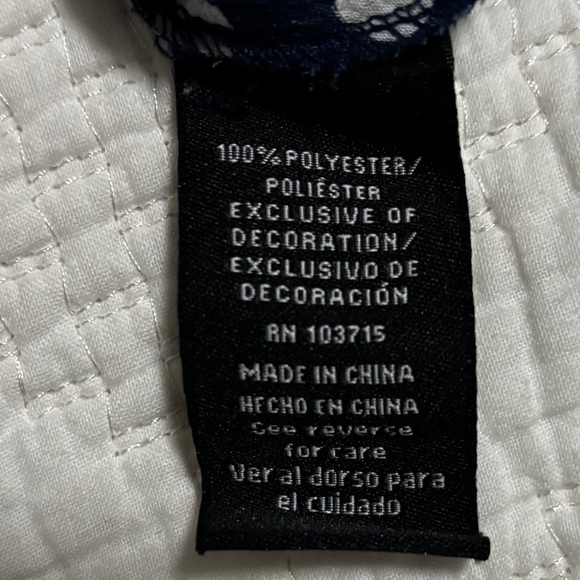 100% POLYESTER/
POLIÉSTER
EXCLUSIVE OF
DECORATION/
EXCLUSIVO DE
DECORACIÓN
RN 103715
MADE IN CHINA
HECHO EN CHINA
See reverse
for care
Ver al dorso para
el cuidado